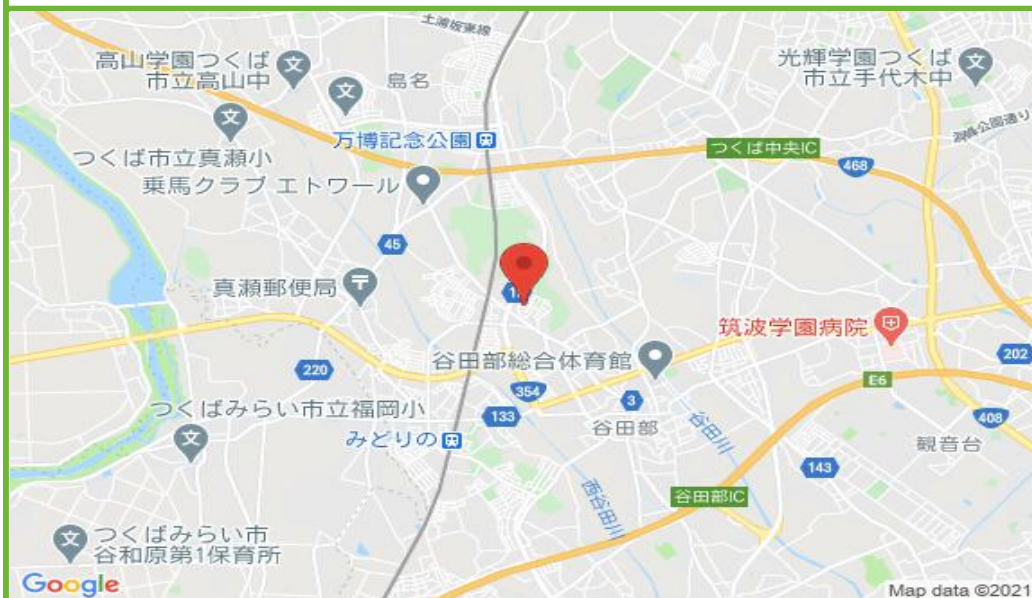 土浦坂東線
高山学園つくば
市立高山中
島名
光輝学園つくば
市立手代木中
万博記念公園
つくば中央IC
468
つくば市立真瀬小
乗馬クラブ エトワール
45
真瀬郵便局
筑波学園病院
谷田部総合体育館
202
220
354
E6
3
408
つくばみらい市立福岡小
133
みどりの
谷田部
谷田川
観音台
143
西谷田川
谷田部IC
つくばみらい市
谷和原第1保育所
Google
Map data ©2021